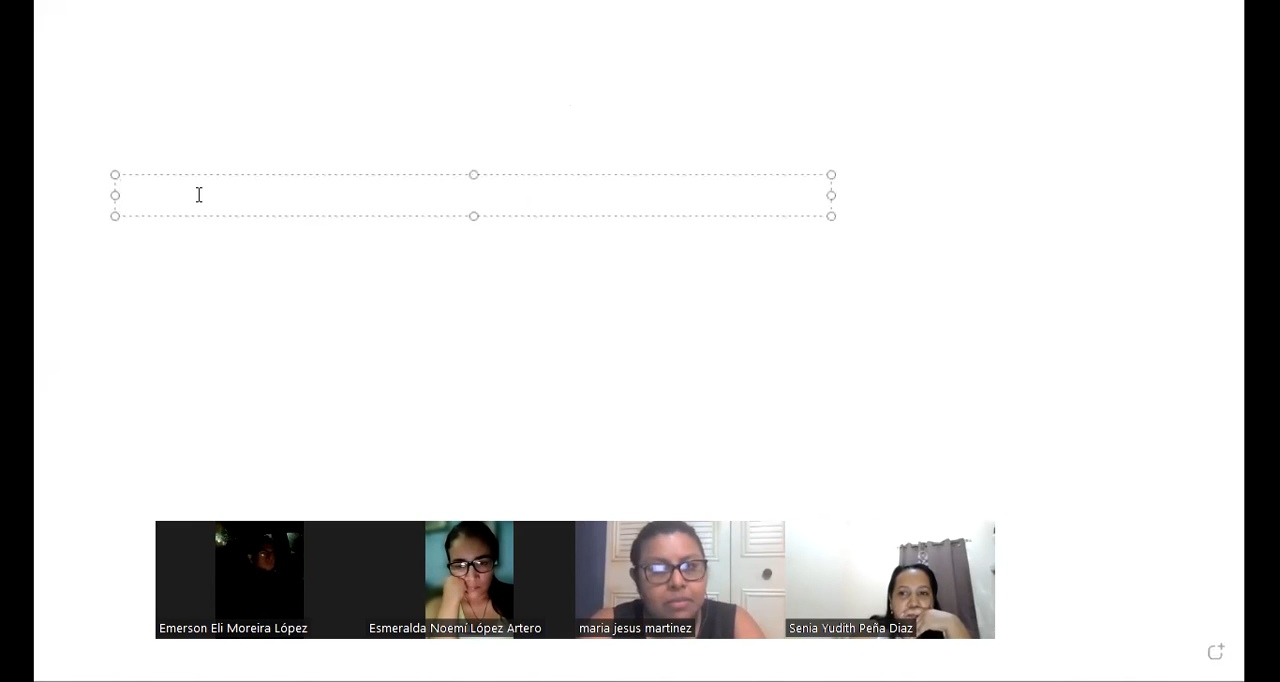 Emerson Eli Moreira López
Esmeralda Noemi López Artero
maria jesus martinez
Senia Yudith Peña Diaz